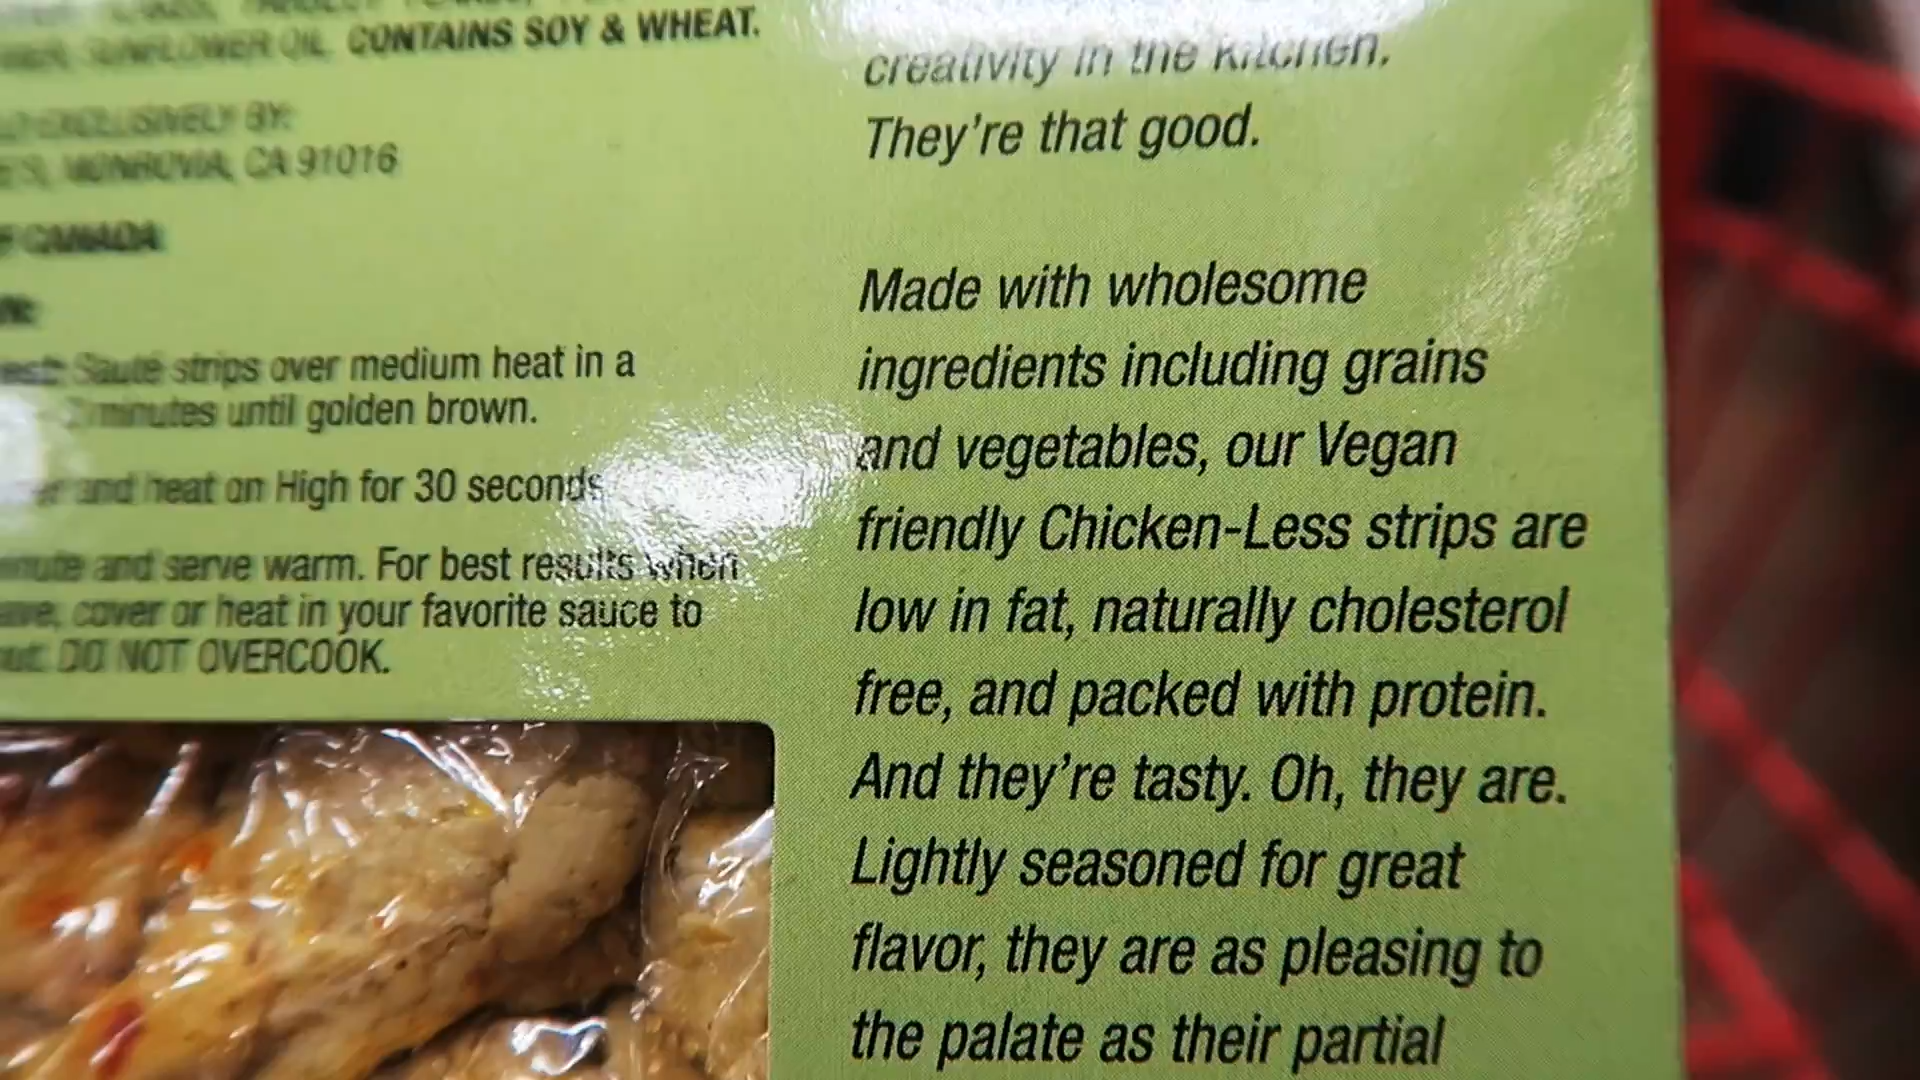 SUNFLOWER OIL. CONTAINS SOY & WHEAT.
EXCLUSIVELY BY:
MONROVIA, CA 91016
CANADA
Sauté strips over medium heat in a
minutes until golden brown.
and heat on High for 30 seconds
and serve warm. For best results when
cover or heat in your favorite sauce to
DO NOT OVERCOOK.
creativity in the kitchen.
They're that good.
Made with wholesome
ingredients including grains
and vegetables, our Vegan
friendly Chicken-Less strips are
low in fat, naturally cholesterol
free, and packed with protein.
And they're tasty. Oh, they are.
Lightly seasoned for great
flavor, they are as pleasing to
the palate as their partial